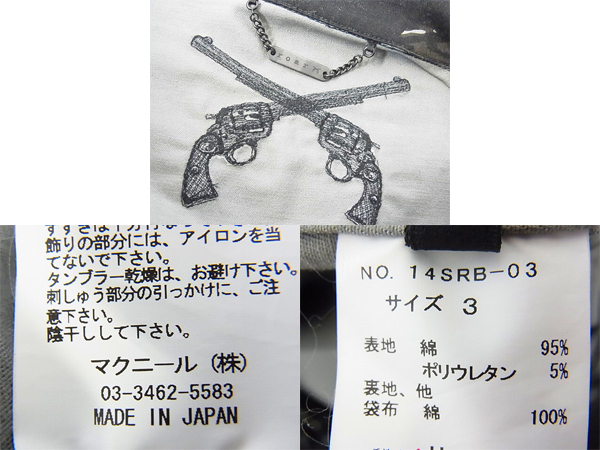 roarr
飾りの部分には、アイロンを当
てないで下さい。
タンブラー乾燥は、お避け下さい。
刺しゅう部分の引っかけに、ご注
意下さい。
陰干しして下さい。
マクニール (株)
03-3462-5583
MADE IN JAPAN
NO. 14SRB-03
サイズ 3
表地 綿 95%
ポリウレタン 5%
裏地、他
袋布 綿 100%